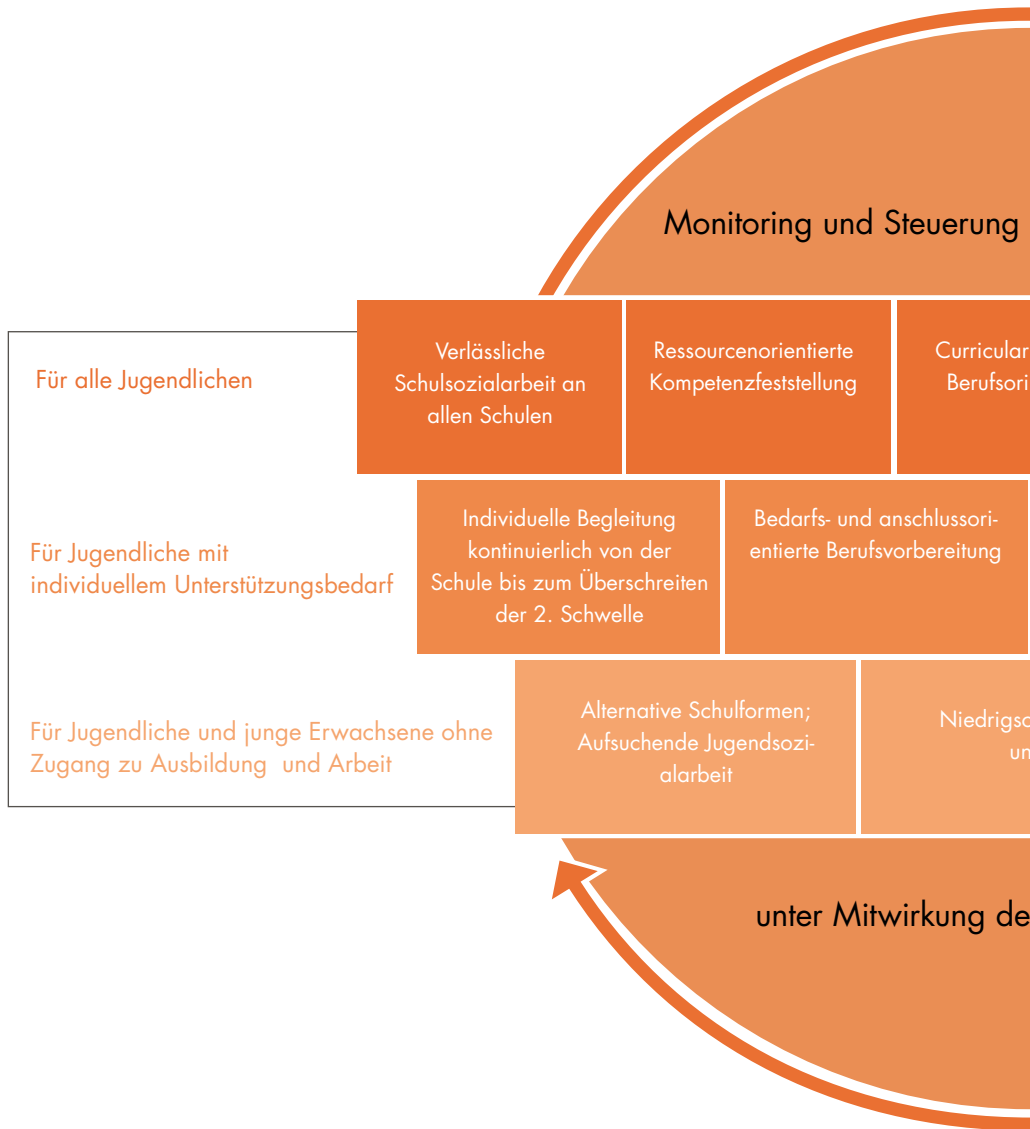 Monitoring und Steuerung
Für alle Jugendlichen
Verlässliche
Schulsozialarbeit an
allen Schulen
Ressourcenorientierte
Kompetenzfeststellung
Curricular
Berufsori
Für Jugendliche mit
individuellem Unterstützungsbedarf
Individuelle Begleitung
kontinuierlich von der
Schule bis zum Überschreiten
der 2. Schwelle
Bedarfs- und anschlussori-
entierte Berufsvorbereitung
Für Jugendliche und junge Erwachsene ohne
Zugang zu Ausbildung und Arbeit
Alternative Schulformen;
Aufsuchende Jugendsozi-
alarbeit
Niedrigsc
un
unter Mitwirkung de